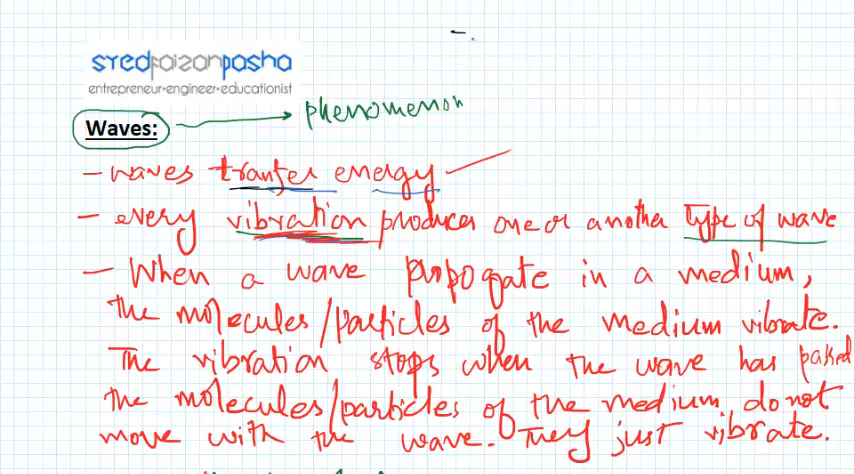 syedfaizanpasha
entrepreneur•engineer•educationist
Waves: phenomenon
- waves tranfer energy
- every vibration produces one or another type of wave
- When a wave propogate in a medium,
the molecules/particles of the medium vibrate.
The vibration stops when the wave has passed
the molecules/particles of the medium do not
move with the wave. They just vibrate.